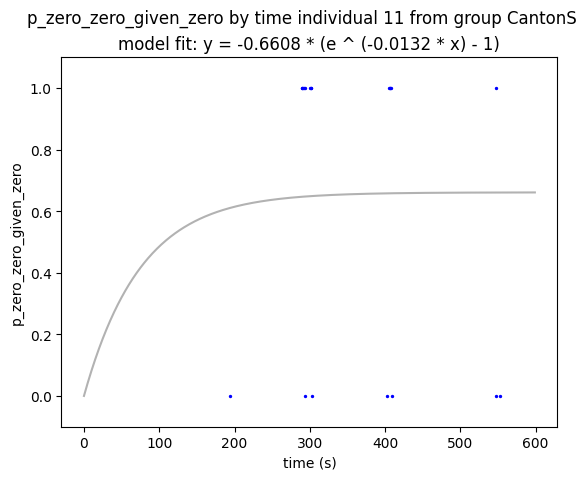 p_zero_zero_given_zero by time individual 11 from group CantonS
model fit: y = -0.6608 * (e ^ (-0.0132 * x) - 1)
1.0
0.8
0.6
0.4
0.2
0.0
p_zero_zero_given_zero
0 100 200 300 400 500 600
time (s)